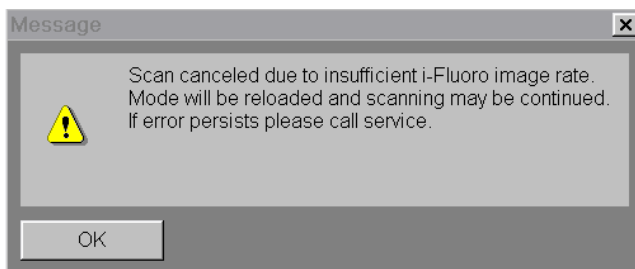 Message
Scan canceled due to insufficient i-Fluoro image rate.
Mode will be reloaded and scanning may be continued.
If error persists please call service.
OK